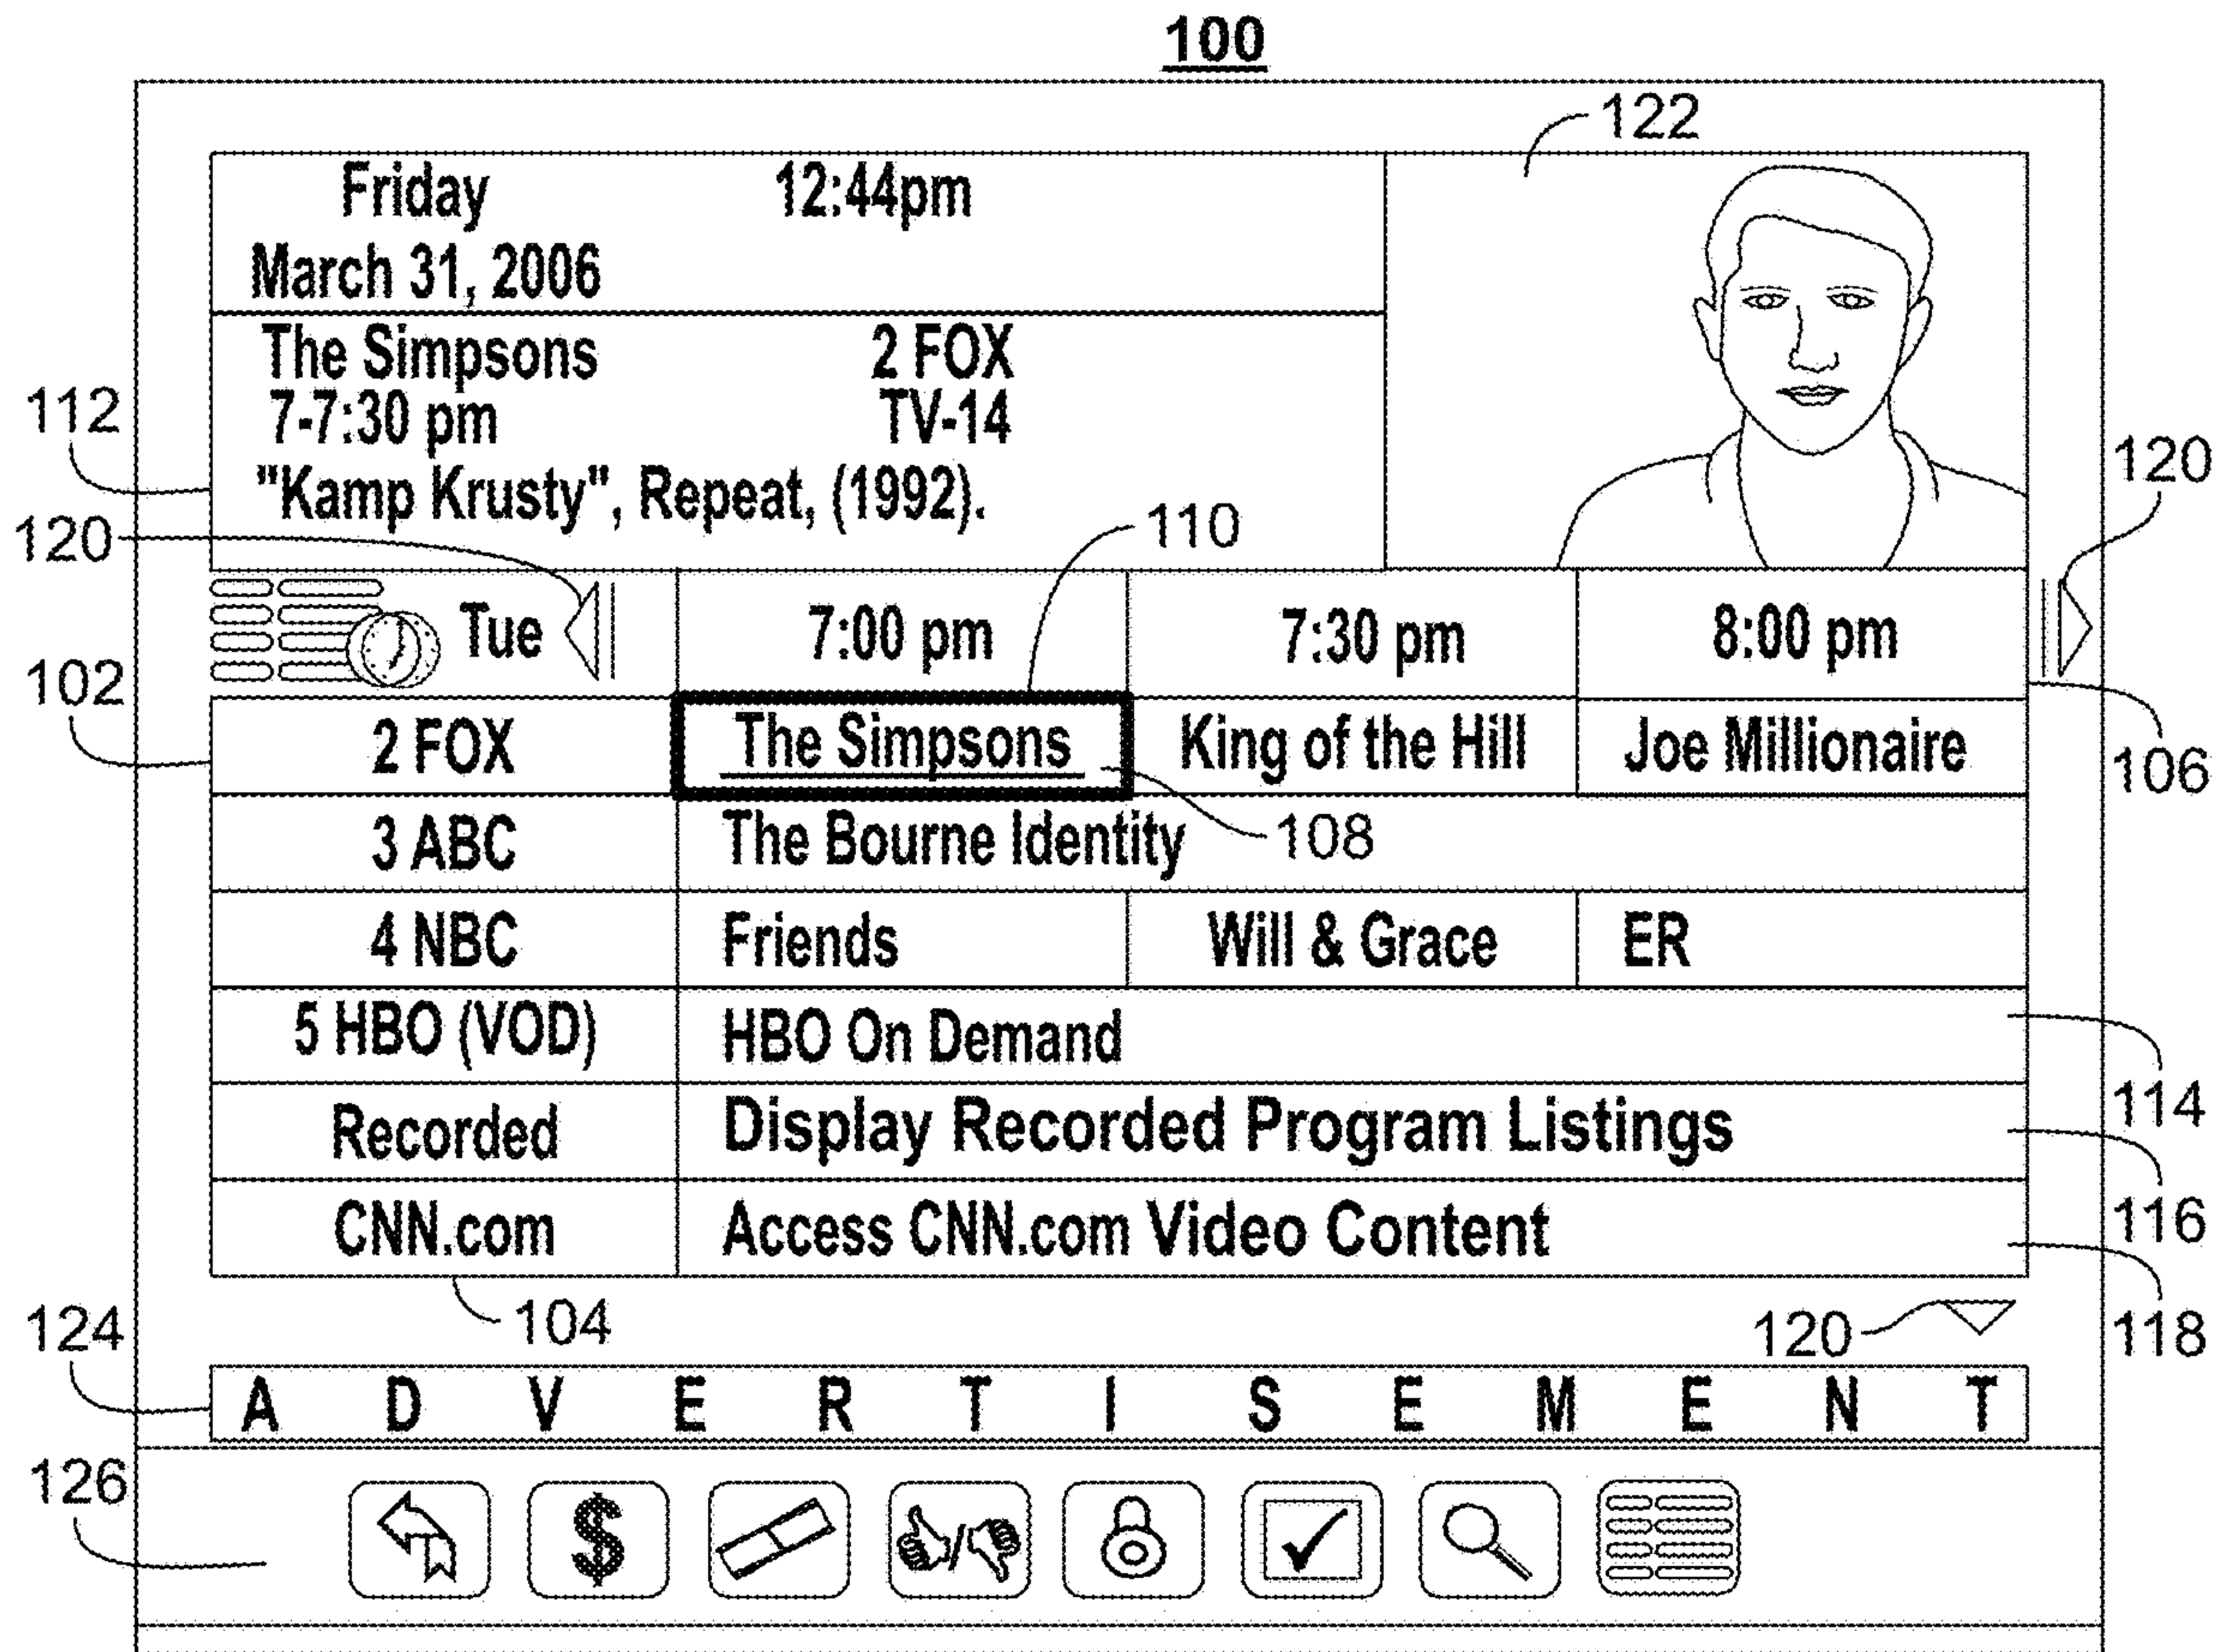 100
122
Friday 12:44pm
March 31, 2006
The Simpsons 2 FOX
112
7-7:30 pm TV-14
120
"Kamp Krusty", Repeat, (1992).
120
110
Tue 7:00 pm 7:30 pm 8:00 pm
102
2 FOX The Simpsons King of the Hill Joe Millionaire
106
3 ABC The Bourne Identity
108
4 NBC Friends Will & Grace ER
5 HBO (VOD) HBO On Demand
114
Recorded Display Recorded Program Listings
116
CNN.com Access CNN.com Video Content
104
124
120
118
A D V E R T I S E M E N T
126
$